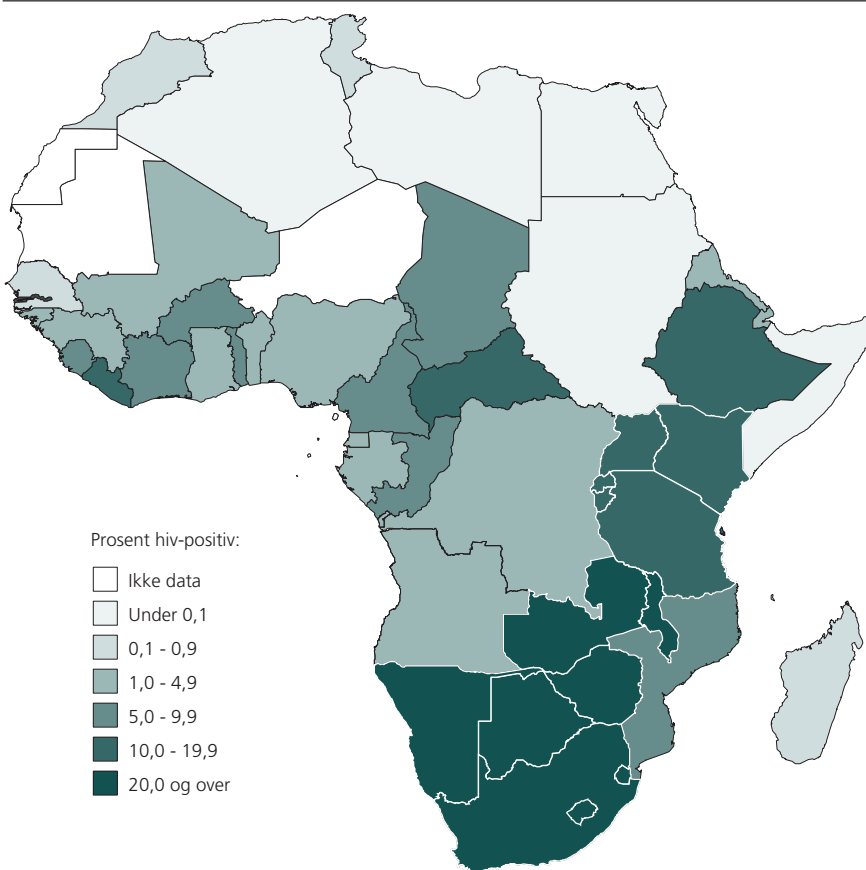 Prosent hiv-positiv:
Ikke data
Under 0,1
0,1 - 0,9
1,0 - 4,9
5,0 - 9,9
10,0 - 19,9
20,0 og over